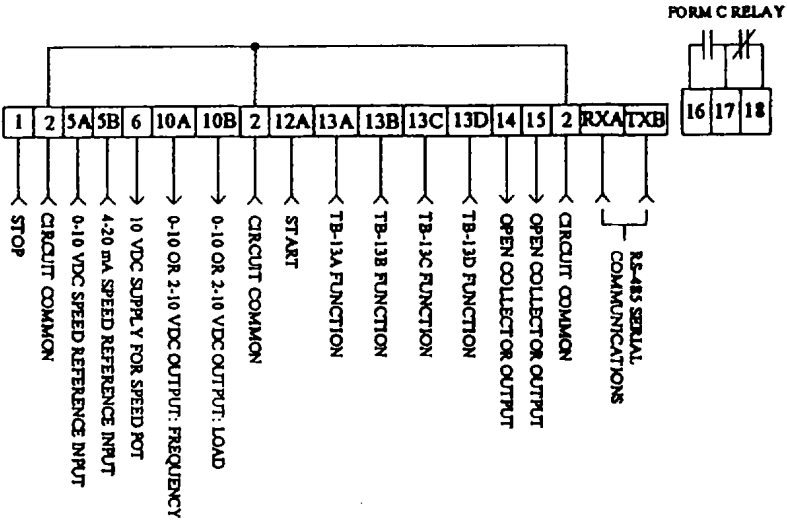 FORM C RELAY
1 2 5A 5B 6 10A 10B 2 12A 13A 13B 13C 13D 14 15 2 RXA TXB 16 17 18
STOP
CIRCUIT COMMON
0-10 VDC SPEED REFERENCE INPUT
4-20 mA SPEED REFERENCE INPUT
10 VDC SUPPLY FOR SPEED POT
0-10 OR 2-10 VDC OUTPUT: FREQUENCY
0-10 OR 2-10 VDC OUTPUT: LOAD
CIRCUIT COMMON
START
TB-13A FUNCTION
TB-13B FUNCTION
TB-13C FUNCTION
TB-13D FUNCTION
OPEN COLLECTOR OUTPUT
OPEN COLLECTOR OUTPUT
CIRCUIT COMMON
RS-485 SERIAL
COMMUNICATIONS